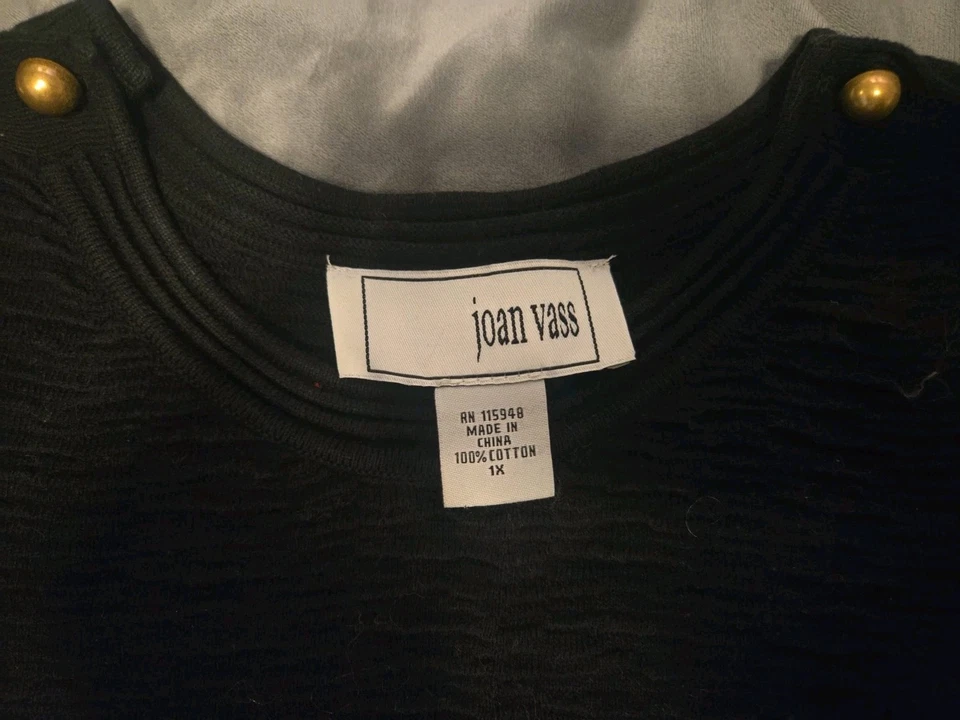 joan vass
RN 115948
MADE IN
CHINA
100% COTTON
1X